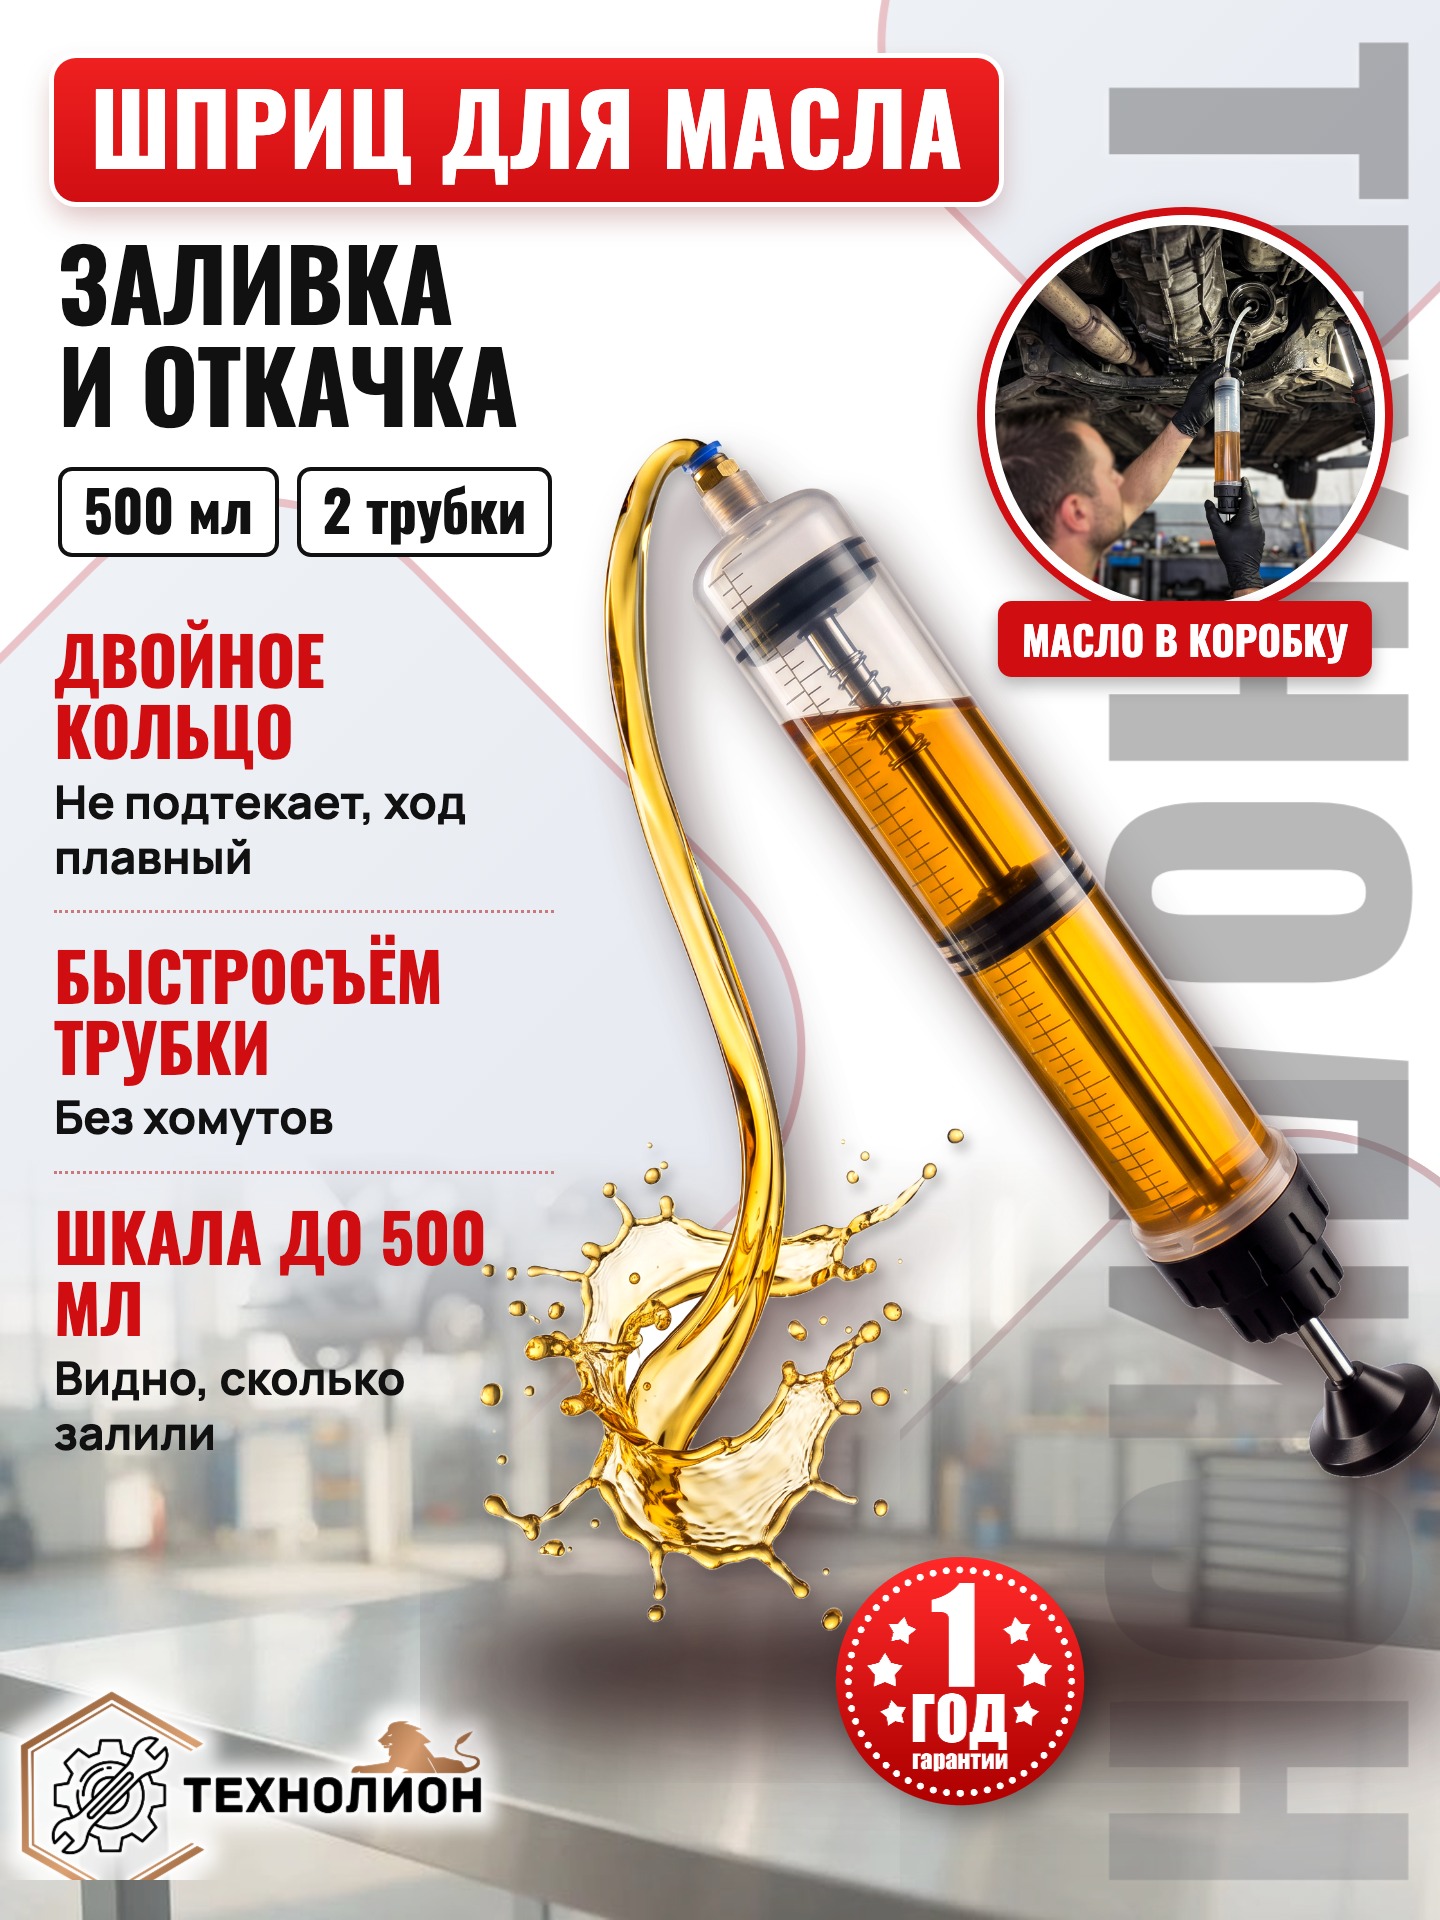 ШПРИЦ ДЛЯ МАСЛА
ЗАЛИВКА
И ОТКАЧКА
500 мл
2 трубки
МАСЛО В КОРОБКУ
ДВОЙНОЕ
КОЛЬЦО
Не подтекает, ход
плавный
БЫСТРОСЪЁМ
ТРУБКИ
Без хомутов
ШКАЛА ДО 500
МЛ
Видно, сколько
залили
1
ГОД
гарантии
ТЕХНОЛИОН
ТЕХНОЛИОН